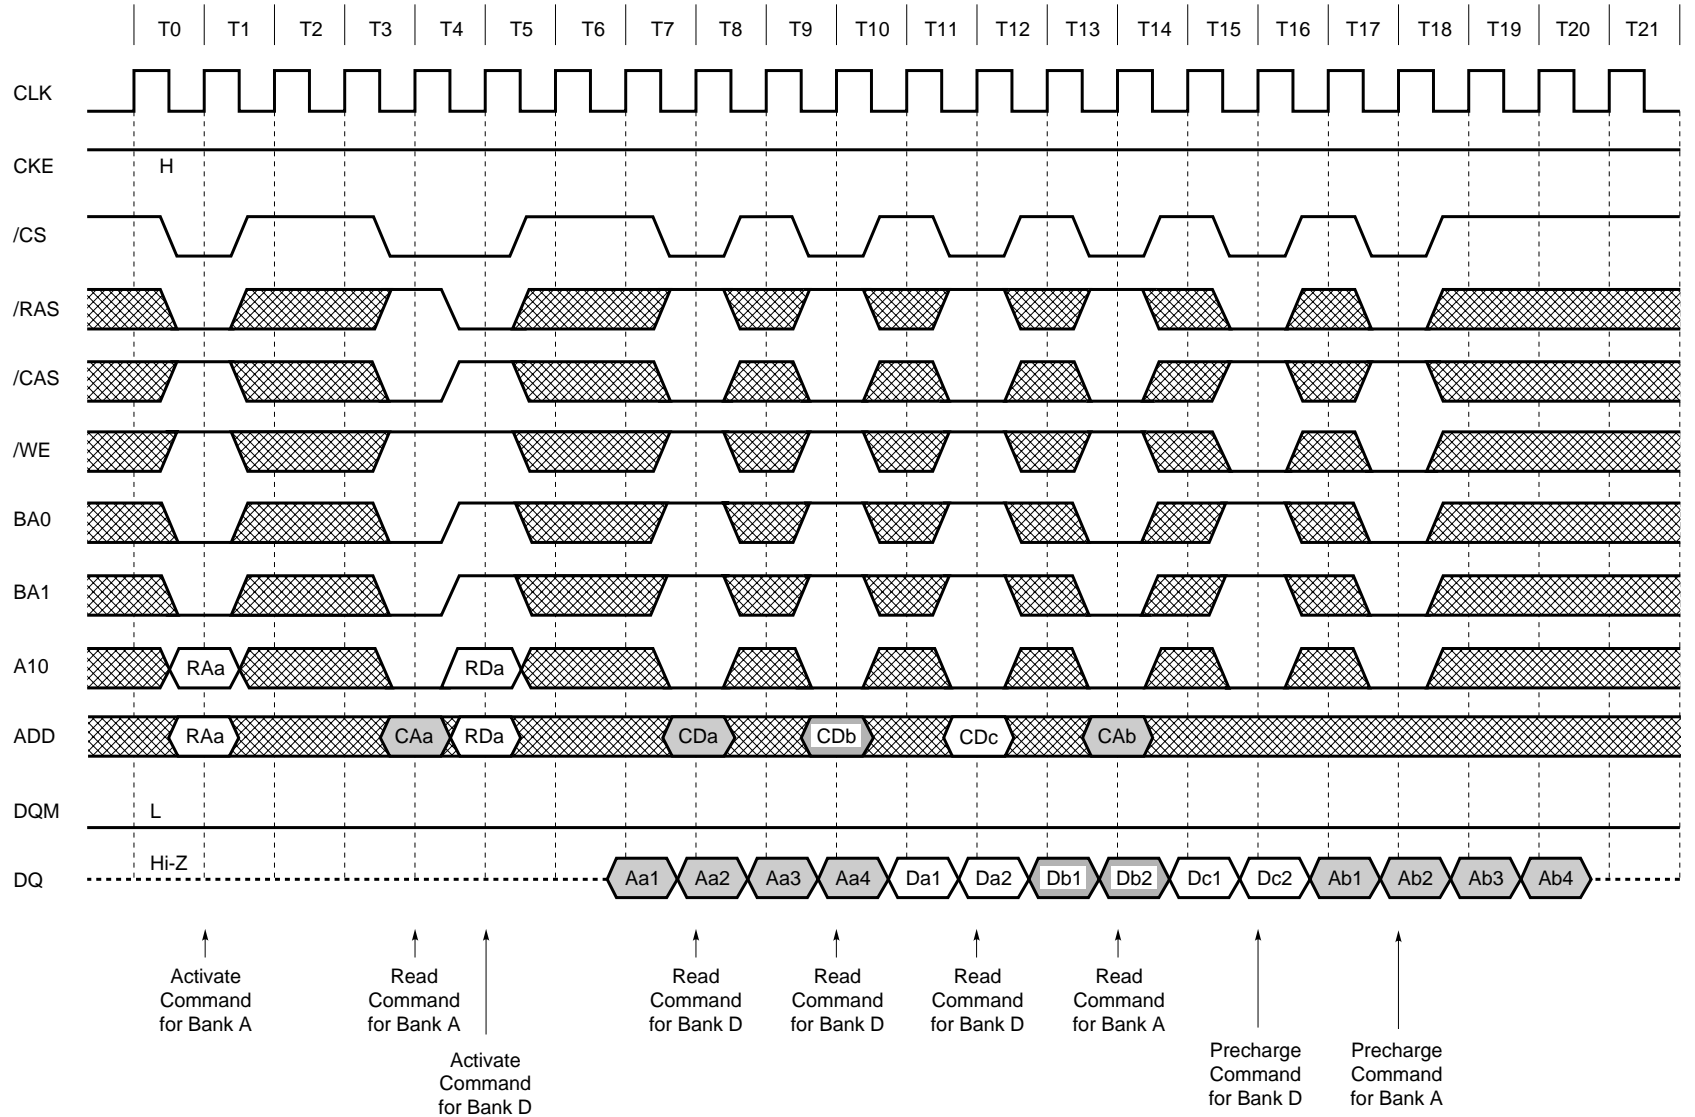 T0 T1 T2 T3 T4 T5 T6 T7 T8 T9 T10 T11 T12 T13 T14 T15 T16 T17 T18 T19 T20 T21
CLK
CKE H
/CS
/RAS
/CAS
/WE
BA0
BA1
A10 RAa RDa
ADD RAa CAa RDa CDa CDb CDc CAb
DQM L
DQ Hi-Z Aa1 Aa2 Aa3 Aa4 Da1 Da2 Db1 Db2 Dc1 Dc2 Ab1 Ab2 Ab3 Ab4
Activate
Command
for Bank A
Read
Command
for Bank A
Activate
Command
for Bank D
Read
Command
for Bank D
Read
Command
for Bank D
Read
Command
for Bank D
Read
Command
for Bank A
Precharge
Command
for Bank D
Precharge
Command
for Bank A